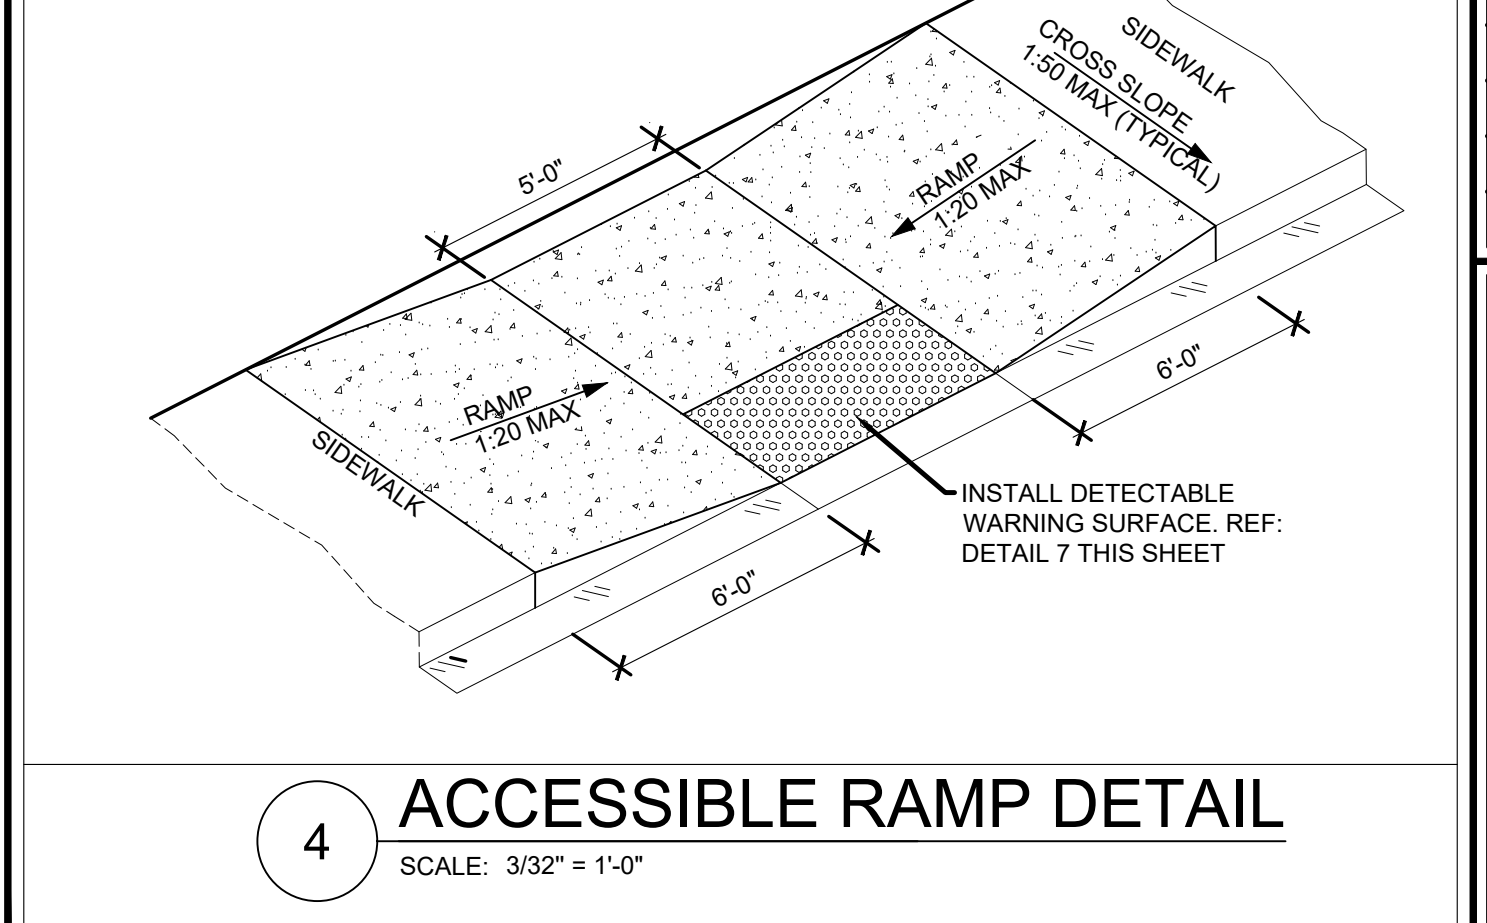 SIDEWALK
CROSS SLOPE
1:50 MAX (TYPICAL)
5'-0"
RAMP
1:20 MAX
6'-0"
RAMP
1:20 MAX
SIDEWALK
INSTALL DETECTABLE
WARNING SURFACE. REF:
DETAIL 7 THIS SHEET
6'-0"
4
ACCESSIBLE RAMP DETAIL
SCALE: 3/32" = 1'-0"